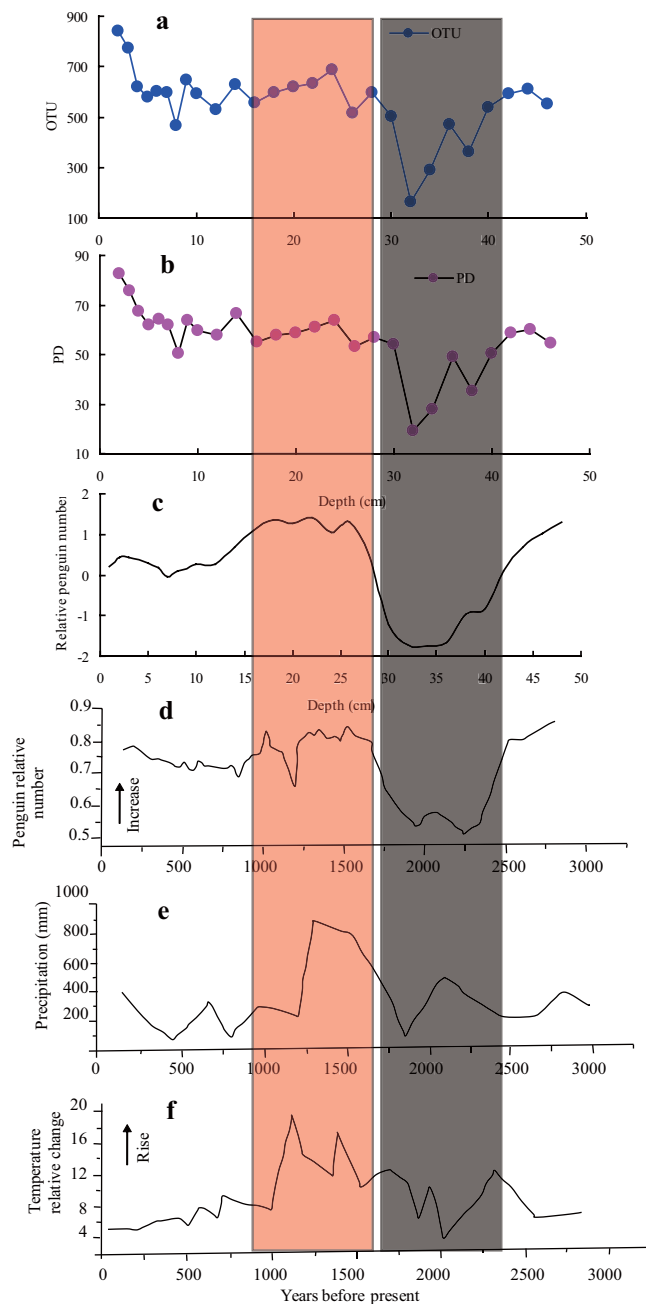 a
OTU
900
700
500
300
100
OTU
0 10 20 30 40 50
b
PD
90
70
50
30
10
PD
0 10 20 30 40 50
Depth (cm)
c
2
1
0
-1
-2
Relative penguin number
0 5 10 15 20 25 30 35 40 45 50
Depth (cm)
d
0.9
0.8
0.7
0.6
0.5
Penguin relative
number
Increase
0 500 1000 1500 2000 2500 3000
e
1000
800
600
400
200
Precipitation (mm)
0 500 1000 1500 2000 2500 3000
f
20
16
12
8
4
Temperature
relative change
Rise
0 500 1000 1500 2000 2500 3000
Years before present